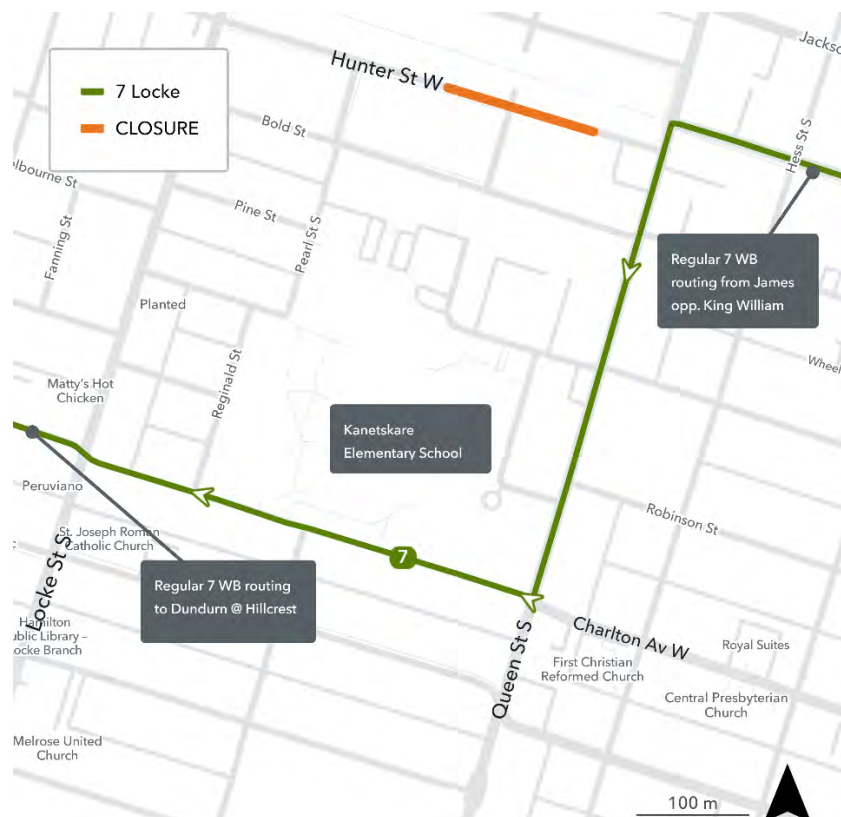 Jackso
Hunter St W
7 Locke
CLOSURE
Bold St
Hess St S
elbourne St
Pine St
Pearl St S
Fanning St
Regular 7 WB
routing from James
opp. King William
Planted
Wheel
Reginald St
Matty's Hot
Chicken
Kanetskare
Elementary School
Peruviano
Robinson St
St. Joseph Roman
Catholic Church
7
Locke St S
Regular 7 WB routing
to Dundurn @ Hillcrest
Hamilton
ublic Library –
ocke Branch
Queen St S
Charlton Av W
Royal Suites
First Christian
Reformed Church
Central Presbyterian
Church
Melrose United
Church
100 m